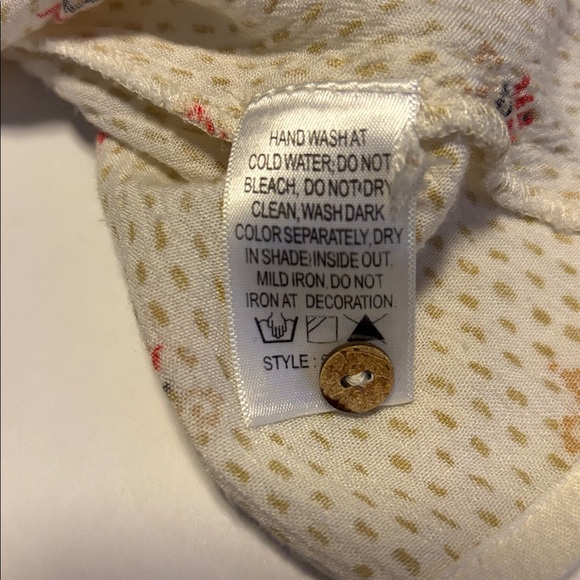 HAND WASH AT
COLD WATER, DO NOT
BLEACH, DO NOT DRY
CLEAN, WASH DARK
COLOR SEPARATELY, DRY
IN SHADE INSIDE OUT,
MILD IRON, DO NOT
IRON AT DECORATION.
STYLE :